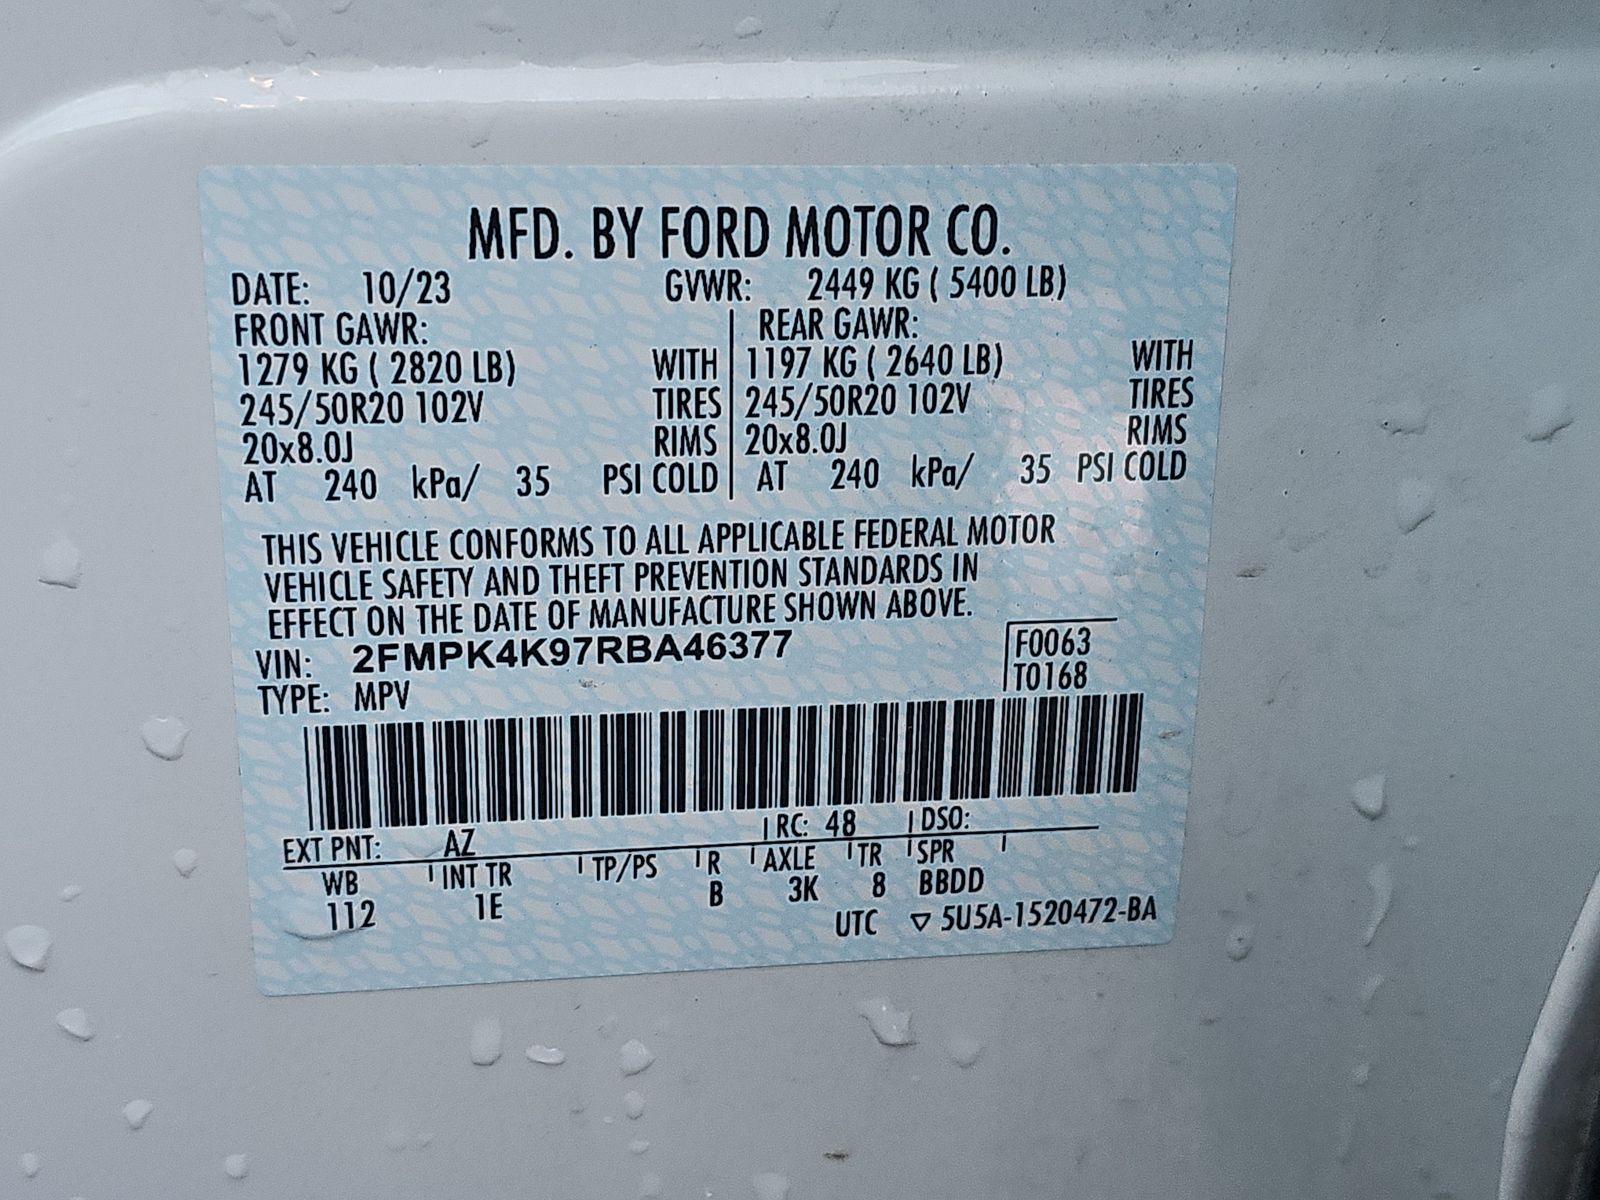 MFD. BY FORD MOTOR CO.
DATE: 10/23 GVWR: 2449 KG ( 5400 LB)
FRONT GAWR: REAR GAWR:
1279 KG ( 2820 LB) WITH 1197 KG ( 2640 LB) WITH
245/50R20 102V TIRES 245/50R20 102V TIRES
20x8.0J RIMS 20x8.0J RIMS
AT 240 kPa/ 35 PSI COLD AT 240 kPa/ 35 PSI COLD
THIS VEHICLE CONFORMS TO ALL APPLICABLE FEDERAL MOTOR
VEHICLE SAFETY AND THEFT PREVENTION STANDARDS IN
EFFECT ON THE DATE OF MANUFACTURE SHOWN ABOVE.
VIN: 2FMPK4K97RBA46377 F0063
TYPE: MPV T0168
EXT PNT: AZ RC: 48 DSO:
WB INT TR TP/PS R AXLE TR SPR
112 1E B 3K 8 BBDD
UTC ▽ 5U5A-1520472-BA